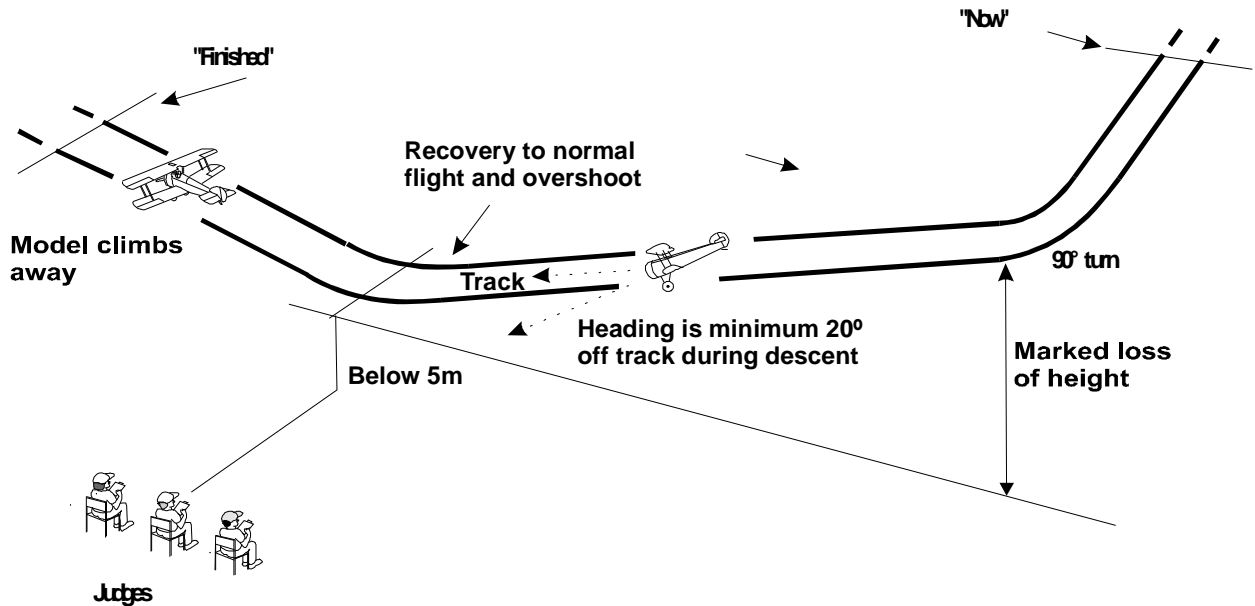 "Now"
"Finished"
Recovery to normal
flight and overshoot
Model climbs
away
90° turn
Track
Heading is minimum 20º
off track during descent
Marked loss
of height
Below 5m
Judges